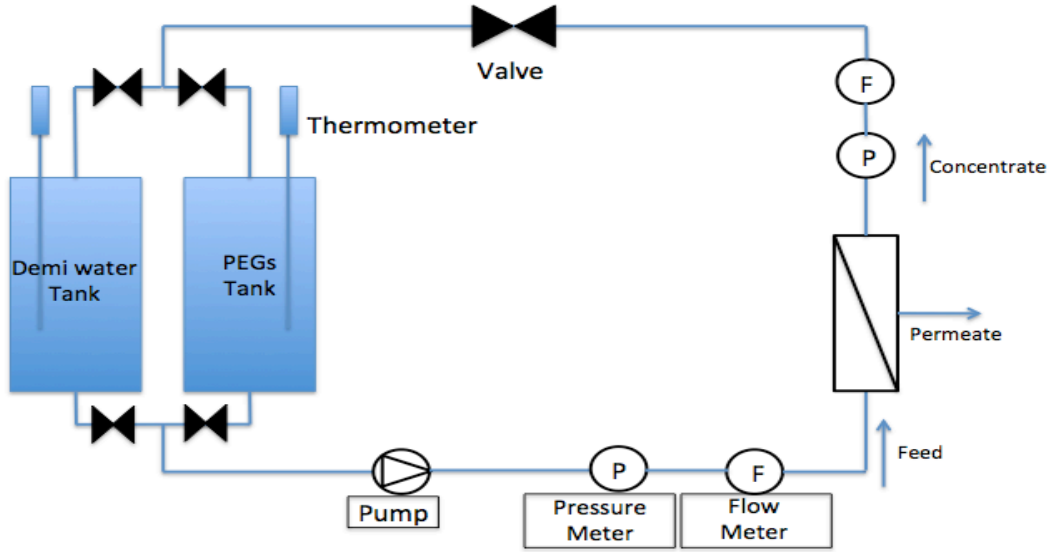 Valve
F
Thermometer
P
Concentrate
Demi water
Tank
PEGs
Tank
Permeate
Feed
P
F
Pump
Pressure
Meter
Flow
Meter